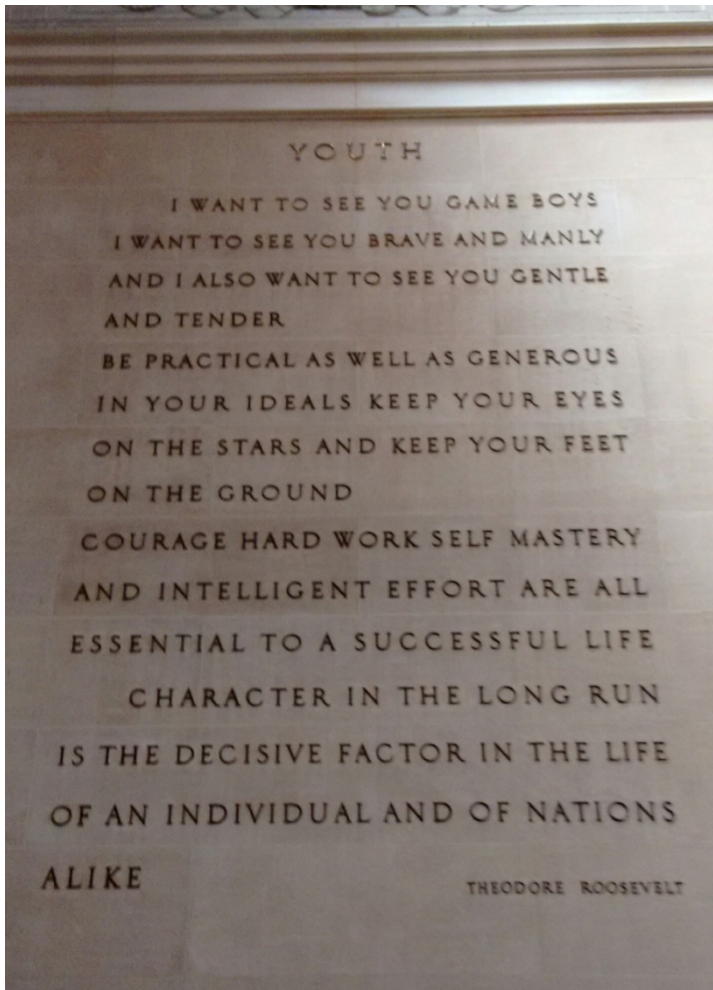 YOUTH
I WANT TO SEE YOU GAME BOYS
I WANT TO SEE YOU BRAVE AND MANLY
AND I ALSO WANT TO SEE YOU GENTLE
AND TENDER
BE PRACTICAL AS WELL AS GENEROUS
IN YOUR IDEALS KEEP YOUR EYES
ON THE STARS AND KEEP YOUR FEET
ON THE GROUND
COURAGE HARD WORK SELF MASTERY
AND INTELLIGENT EFFORT ARE ALL
ESSENTIAL TO A SUCCESSFUL LIFE
CHARACTER IN THE LONG RUN
IS THE DECISIVE FACTOR IN THE LIFE
OF AN INDIVIDUAL AND OF NATIONS
ALIKE
THEODORE ROOSEVELT